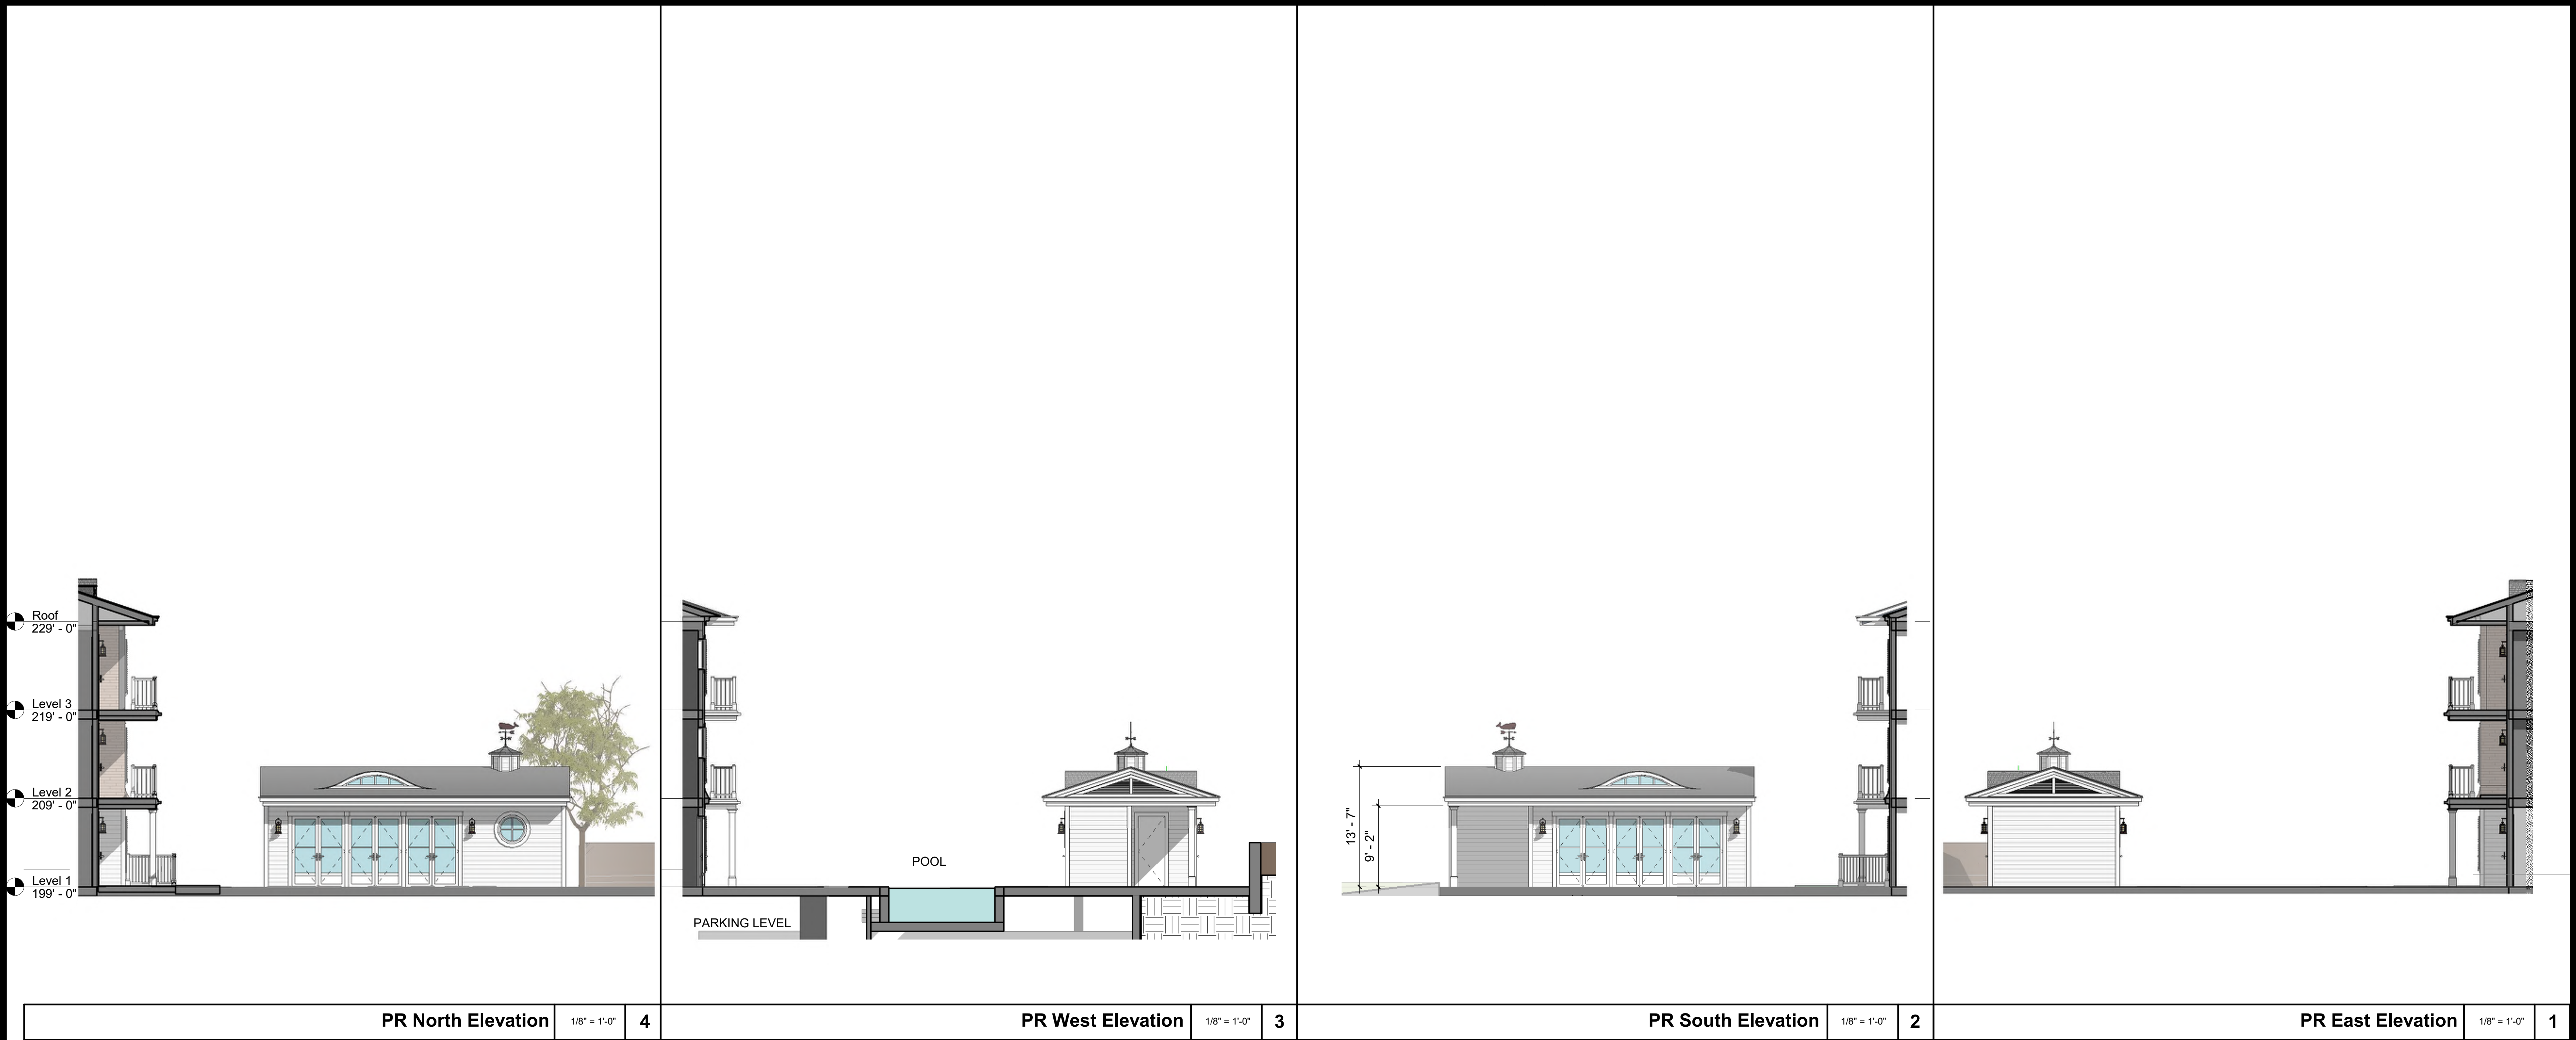 Roof
229' - 0"
Level 3
219' - 0"
Level 2
209' - 0"
Level 1
199' - 0"
POOL
PARKING LEVEL
13' - 7"
9' - 2"
PR North Elevation 1/8" = 1'-0" 4
PR West Elevation 1/8" = 1'-0" 3
PR South Elevation 1/8" = 1'-0" 2
PR East Elevation 1/8" = 1'-0" 1